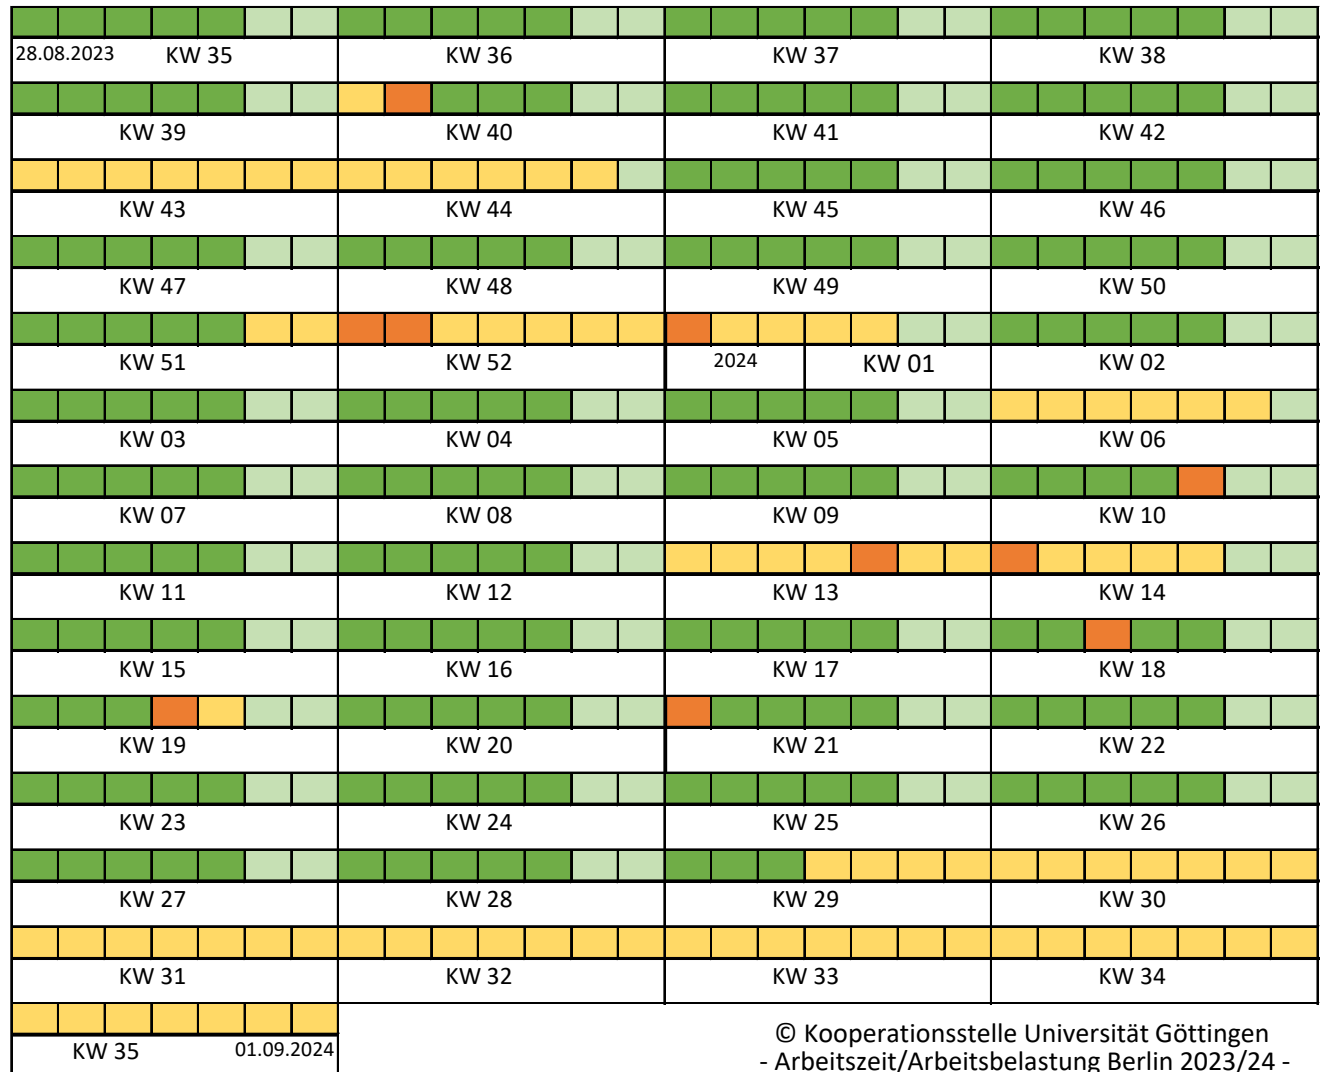 28.08.2023 KW 35 KW 36 KW 37 KW 38
KW 39 KW 40 KW 41 KW 42
KW 43 KW 44 KW 45 KW 46
KW 47 KW 48 KW 49 KW 50
KW 51 KW 52 2024 KW 01 KW 02
KW 03 KW 04 KW 05 KW 06
KW 07 KW 08 KW 09 KW 10
KW 11 KW 12 KW 13 KW 14
KW 15 KW 16 KW 17 KW 18
KW 19 KW 20 KW 21 KW 22
KW 23 KW 24 KW 25 KW 26
KW 27 KW 28 KW 29 KW 30
KW 31 KW 32 KW 33 KW 34
KW 35 01.09.2024
© Kooperationsstelle Universität Göttingen
- Arbeitszeit/Arbeitsbelastung Berlin 2023/24 -